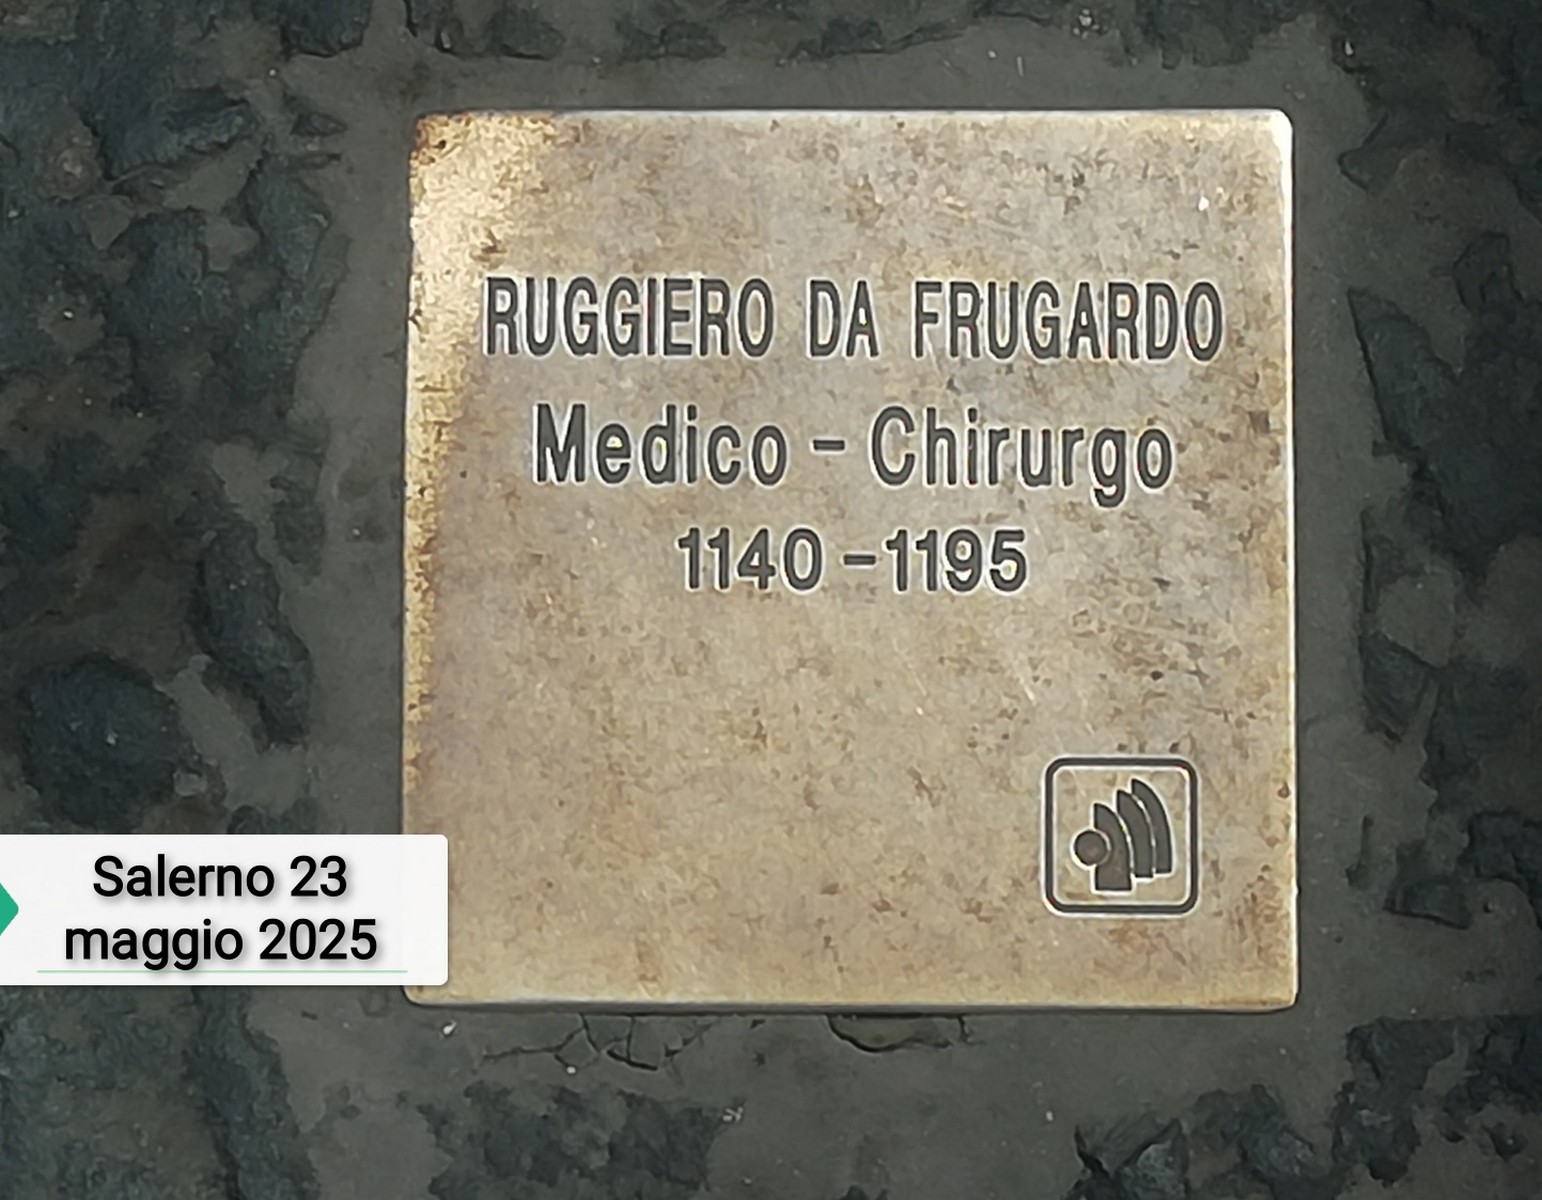 RUGGIERO DA FRUGARDO
Medico - Chirurgo
1140 - 1195
Salerno 23
maggio 2025